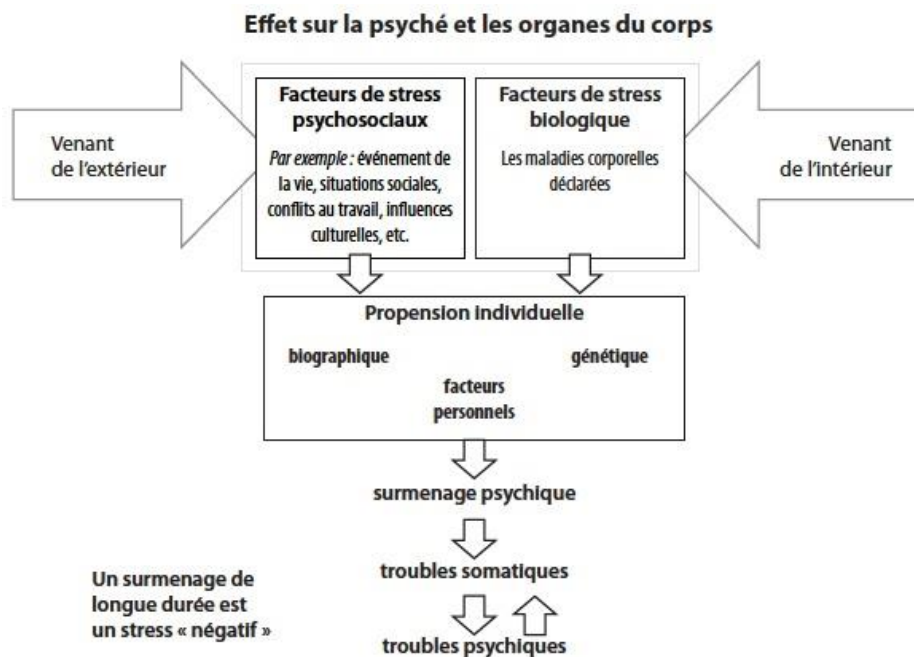 Effet sur la psyché et les organes du corps
Venant
de l’extérieur
Facteurs de stress
psychosociaux
Par exemple : événement de
la vie, situations sociales,
conflits au travail, influences
culturelles, etc.
Facteurs de stress
biologique
Les maladies corporelles
déclarées
Venant
de l’intérieur
Propension individuelle
biographique
génétique
facteurs
personnels
surmenage psychique
troubles somatiques
troubles psychiques
Un surmenage de
longue durée est
un stress « négatif »